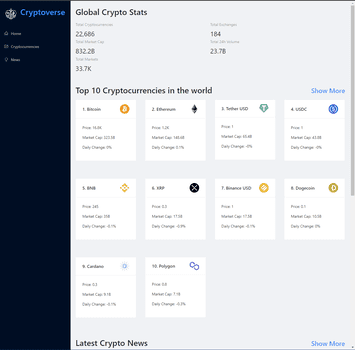 Cryptoverse
Home
Cryptocurrencies
News
Global Crypto Stats
Total Cryptocurrencies
22,686
Total Exchanges
184
Total Market Cap
832.2B
Total 24h Volume
23.7B
Total Markets
33.7K
Top 10 Cryptocurrencies in the world
Show More
1. Bitcoin
Price: 16.8K
Market Cap: 323.5B
Daily Change: 0%
2. Ethereum
Price: 1.2K
Market Cap:
Daily Change: 0.1%
3. Tether USD
Price: 1
Market Cap: 65.4B
Daily Change: -0%
4. USDC
Price: 1
Market Cap: 43.8B
Daily Change: -0%
5. BNB
Price: 245
Market Cap: 39B
Daily Change: -0.1%
6. XRP
Price: 0.3
Market Cap: 17.5B
Daily Change: -0.9%
7. Binance USD
Price: 1
Market Cap: 17.5B
Daily Change: -0.1%
8. Dogecoin
Price: 0.1
Market Cap: 10.5B
Daily Change: 0%
9. Cardano
Price: 0.3
Market Cap: 9.1B
Daily Change: -0.1%
10. Polygon
Price: 0.8
Market Cap: 7.1B
Daily Change: -0.3%
Latest Crypto News
Show More